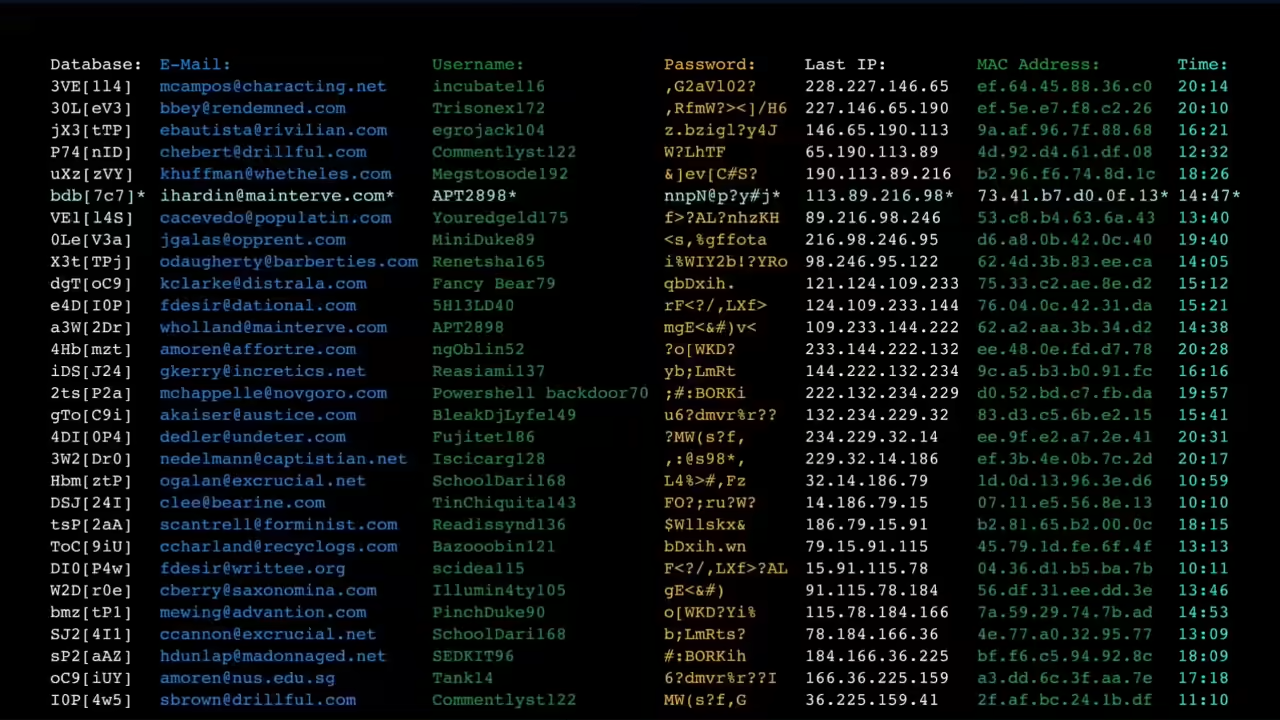 Database: E-Mail: Username: Password: Last IP: MAC Address: Time:
3VE[1l4] mcampos@characting.net incubate116 ,G2aVl02? 228.227.146.65 ef.64.45.88.36.c0 20:14
30L[eV3] bbey@rendemned.com Trisonex172 ,RfmW?><]/H6 227.146.65.190 ef.5e.e7.f8.c2.26 20:10
jX3[tTP] ebautista@rivilian.com egrojack104 z.bzigl?y4J 146.65.190.113 9a.af.96.7f.88.68 16:21
P74[nID] chebert@drillful.com Commentlyst122 W?LhTF 65.190.113.89 4d.92.d4.61.df.08 12:32
uXz[zVY] khuffman@whetheles.com Megstosode192 &]ev[C#S? 190.113.89.216 b2.96.f6.74.8d.1c 18:26
bdb[7c7]* ihardin@mainterve.com* APT2898* nnpN@p?y#j* 113.89.216.98* 73.41.b7.d0.0f.13* 14:47*
VE1[l4S] cacevedo@populatin.com Youredgeld175 f>?AL?nhzKH 89.216.98.246 53.c8.b4.63.6a.43 13:40
0Le[V3a] jgalas@opprent.com MiniDuke89 <s,%gffota 216.98.246.95 d6.a8.0b.42.0c.40 19:40
X3t[TPj] odaugherty@barberties.com Renetsha165 i%WIY2b!?YRo 98.246.95.122 62.4d.3b.83.ee.ca 14:05
dgT[oC9] kclarke@distrala.com Fancy Bear79 qbDxih. 121.124.109.233 75.33.c2.ae.8e.d2 15:12
e4D[I0P] fdesir@dational.com 5H13LD40 rF<?/,LXf> 124.109.233.144 76.04.0c.42.31.da 15:21
a3W[2Dr] wholland@mainterve.com APT2898 mgE<&#)v< 109.233.144.222 62.a2.aa.3b.34.d2 14:38
4Hb[mzt] amoren@affortre.com ngOblin52 ?o[WKD? 233.144.222.132 ee.48.0e.fd.d7.78 20:28
iDS[J24] gkerry@incretics.net Reasiami137 yb;LmRt 144.222.132.234 9c.a5.b3.b0.91.fc 16:16
2ts[P2a] mchappelle@novgoro.com Powershell backdoor70 ;#:BORKi 222.132.234.229 d0.52.bd.c7.fb.da 19:57
gTo[C9i] akaiser@austice.com BleakDjLyfe149 u6?dmvr%r?? 132.234.229.32 83.d3.c5.6b.e2.15 15:41
4DI[0P4] dedler@undeter.com Fujitet186 ?MW(s?f, 234.229.32.14 ee.9f.e2.a7.2e.41 20:31
3W2[Dr0] nedelmann@captistian.net Iscicarg128 ,:@s98*, 229.32.14.186 ef.3b.4e.0b.7c.2d 20:17
Hbm[ztP] ogalan@excrucial.net SchoolDari168 L4%>#,Fz 32.14.186.79 1d.0d.13.96.3e.d6 10:59
DSJ[24I] clee@bearine.com TinChiquita143 FO?;ru?W? 14.186.79.15 07.11.e5.56.8e.13 10:10
tsP[2aA] scantrell@forminist.com Readissynd136 $Wllskx& 186.79.15.91 b2.81.65.b2.00.0c 18:15
ToC[9iU] ccharland@recyclogs.com Bazooobin121 bDxih.wn 79.15.91.115 45.79.1d.fe.6f.4f 13:13
DI0[P4w] fdesir@writtee.org scidea115 F<?/,LXf>?AL 15.91.115.78 04.36.d1.b5.ba.7b 10:11
W2D[r0e] cberry@saxonomina.com Illumin4ty105 gE<&#) 91.115.78.184 56.df.31.ee.dd.3e 13:46
bmz[tP1] mewing@advantion.com PinchDuke90 o[WKD?Yi% 115.78.184.166 7a.59.29.74.7b.ad 14:53
SJ2[4I1] ccannon@excrucial.net SchoolDari168 b;LmRts? 78.184.166.36 4e.77.a0.32.95.77 13:09
sP2[aAZ] hdunlap@madonnaged.net SEDKIT96 #:BORKih 184.166.36.225 bf.f6.c5.94.92.8c 18:09
oC9[iUY] amoren@nus.edu.sg Tank14 6?dmvr%r??I 166.36.225.159 a3.dd.6c.3f.aa.7e 17:18
I0P[4w5] sbrown@drillful.com Commentlyst122 MW(s?f,G 36.225.159.41 2f.af.bc.24.1b.df 11:10